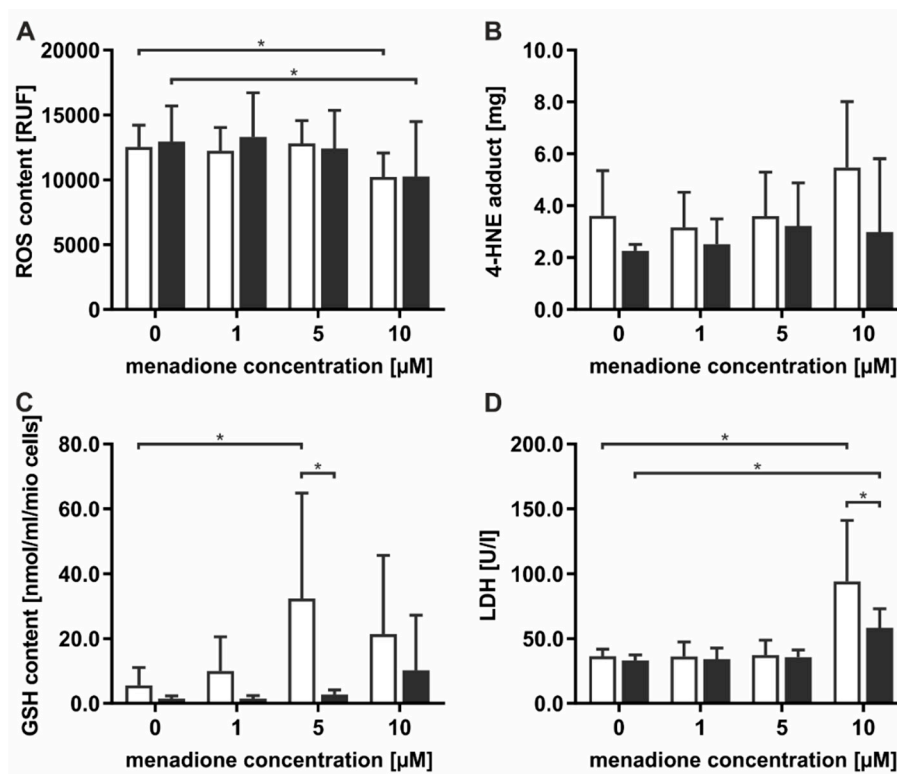 A
ROS content [RUF]
20000
15000
10000
5000
0
*
*
0 1 5 10
menadione concentration [µM]
B
4-HNE adduct [mg]
10.0
8.0
6.0
4.0
2.0
0.0
0 1 5 10
menadione concentration [µM]
C
GSH content [nmol/ml/mio cells]
80.0
60.0
40.0
20.0
0.0
*
*
0 1 5 10
menadione concentration [µM]
D
LDH [U/l]
200.0
150.0
100.0
50.0
0.0
*
*
*
0 1 5 10
menadione concentration [µM]